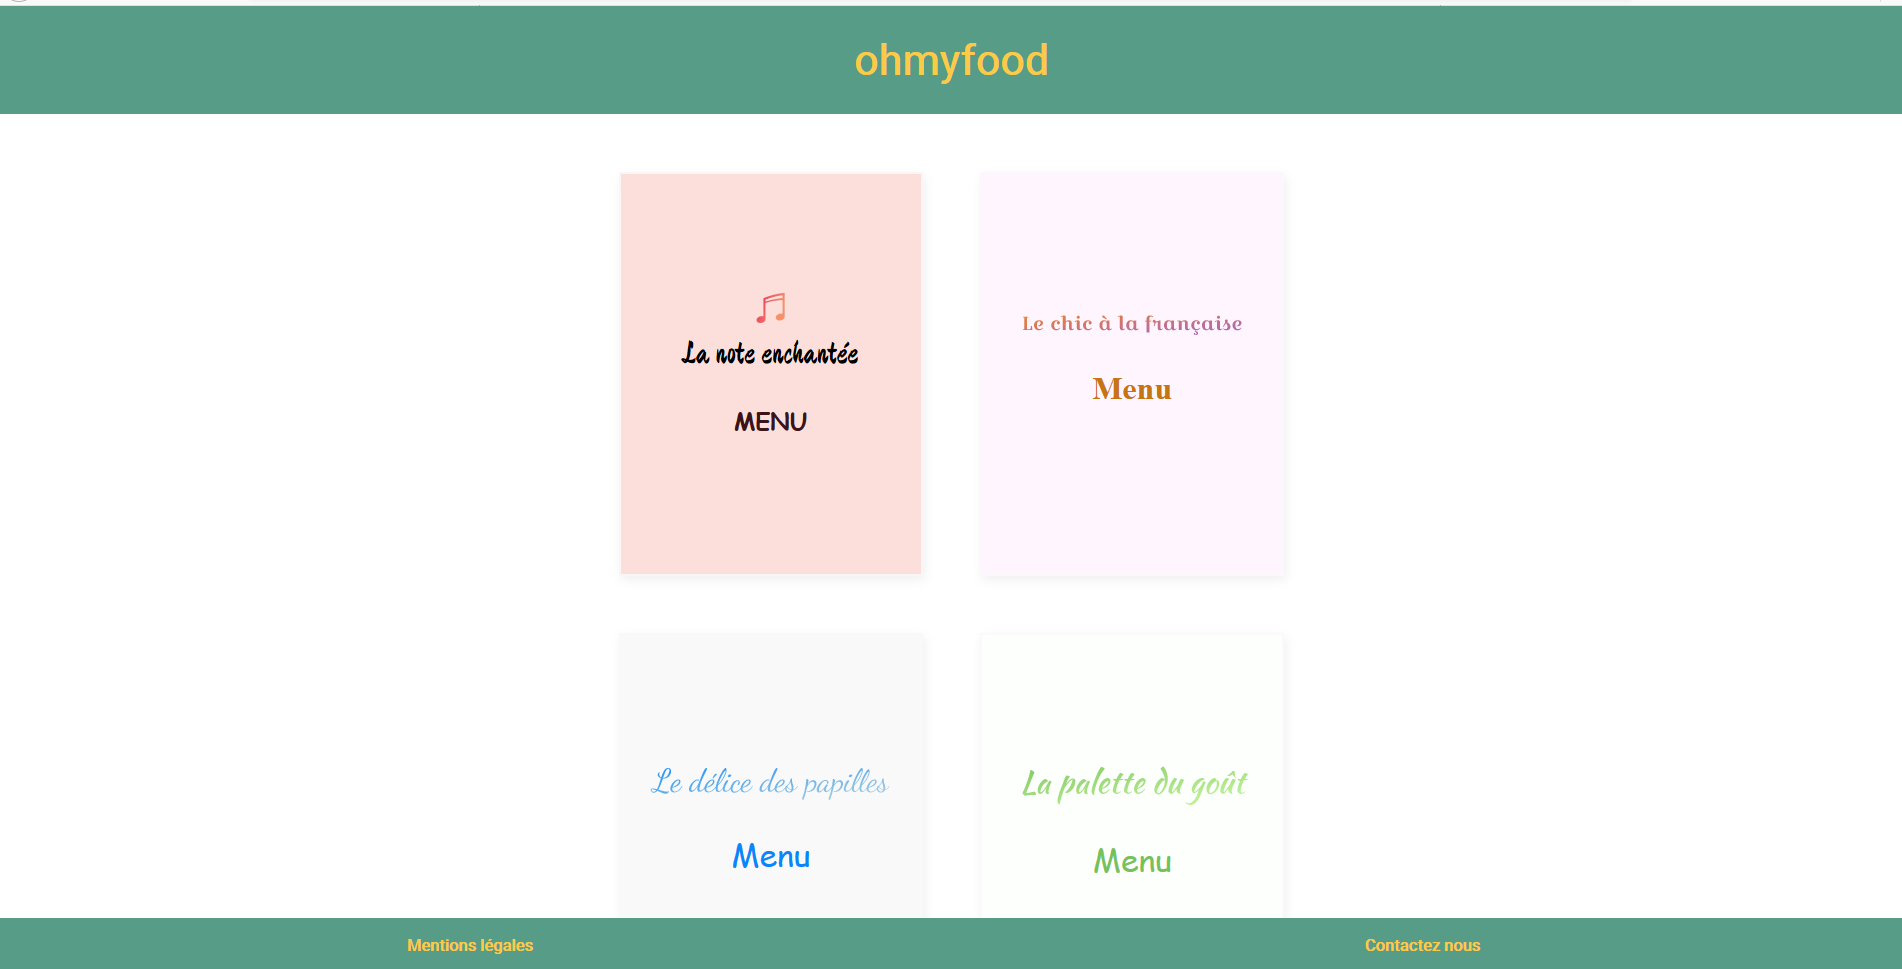 ohmyfood
La note enchantée
MENU
Le chic à la française
Menu
Le délice des papilles
Menu
La palette du goût
Menu
Mentions légales
Contactez nous